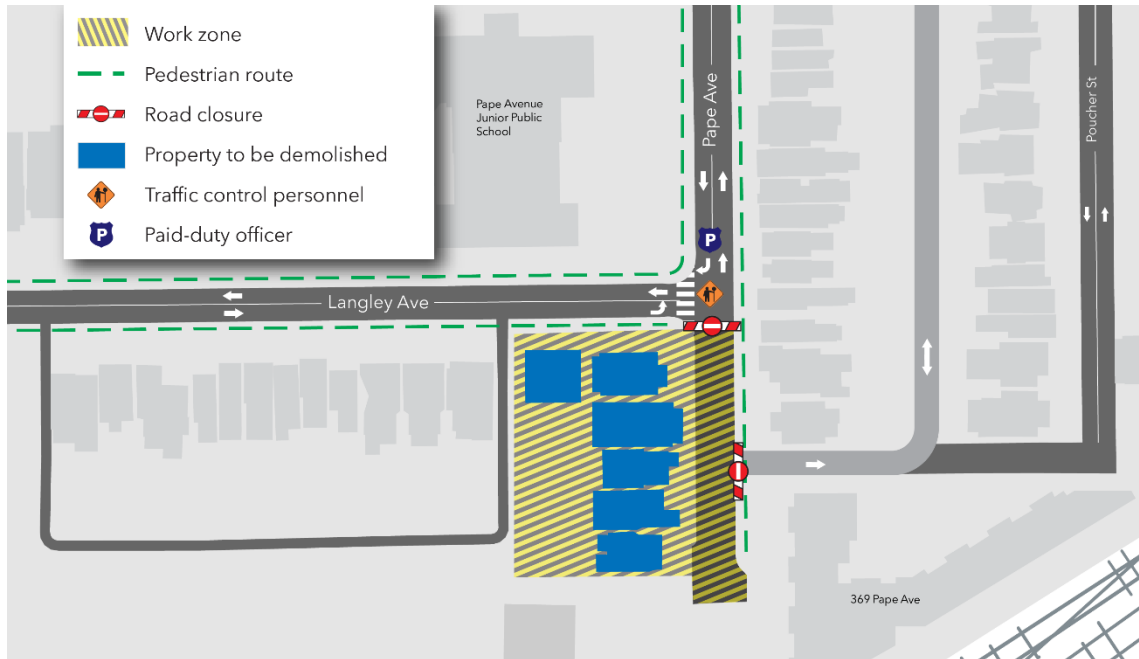 Work zone
Pedestrian route
Road closure
Property to be demolished
Traffic control personnel
P
Paid-duty officer
Pape Avenue
Junior Public
School
Pape Ave
Poucher St
P
Langley Ave
369 Pape Ave